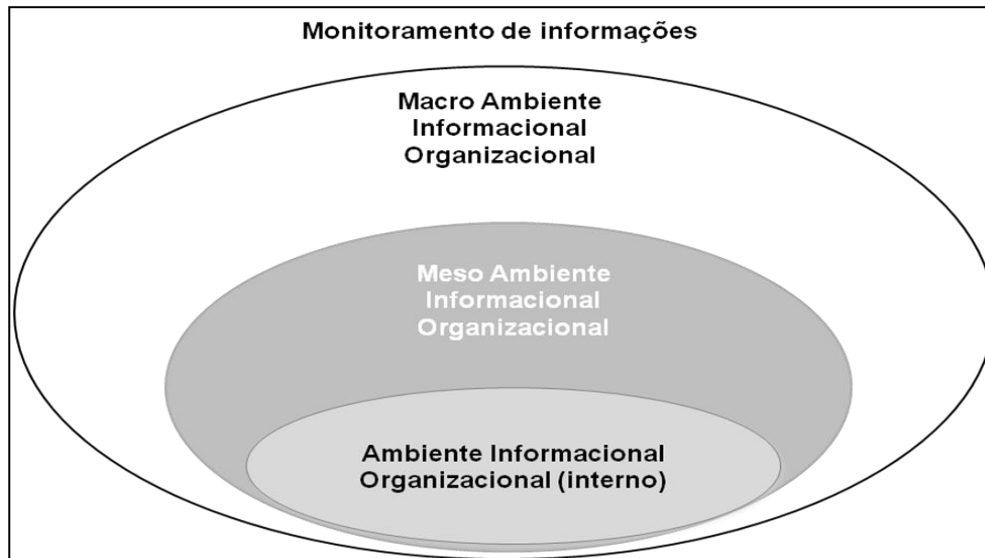 Monitoramento de informações
Macro Ambiente
Informacional
Organizacional
Meso Ambiente
Informacional
Organizacional
Ambiente Informacional
Organizacional (interno)